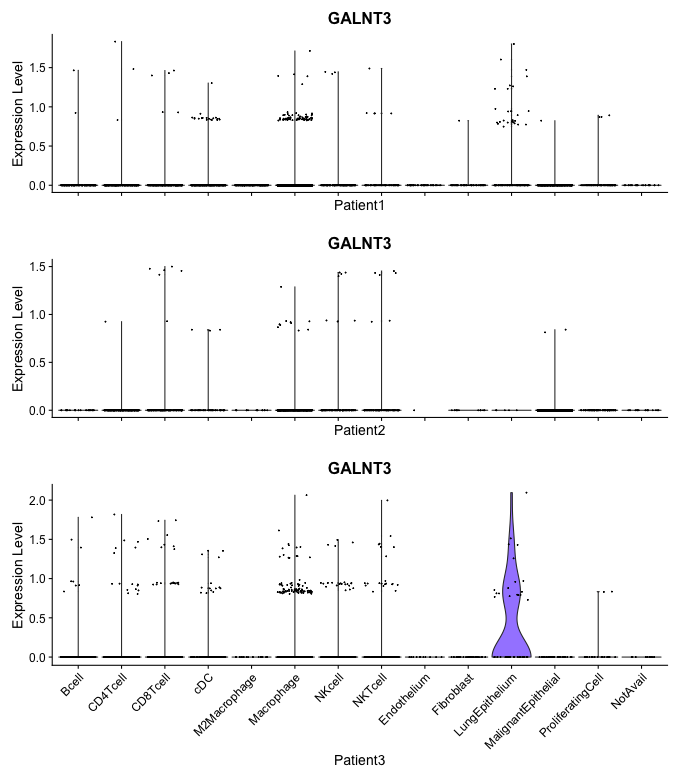 GALNT3
Expression Level
1.5
1.0
0.5
0.0
Patient1
GALNT3
Expression Level
1.5
1.0
0.5
0.0
Patient2
GALNT3
Expression Level
2.0
1.5
1.0
0.5
0.0
Bcell
CD4Tcell
CD8Tcell
cDC
M2Macrophage
Macrophage
NKcell
NKTcell
Endothelium
Fibroblast
LungEpithelium
MalignantEpithelial
ProliferatingCell
NotAvail
Patient3